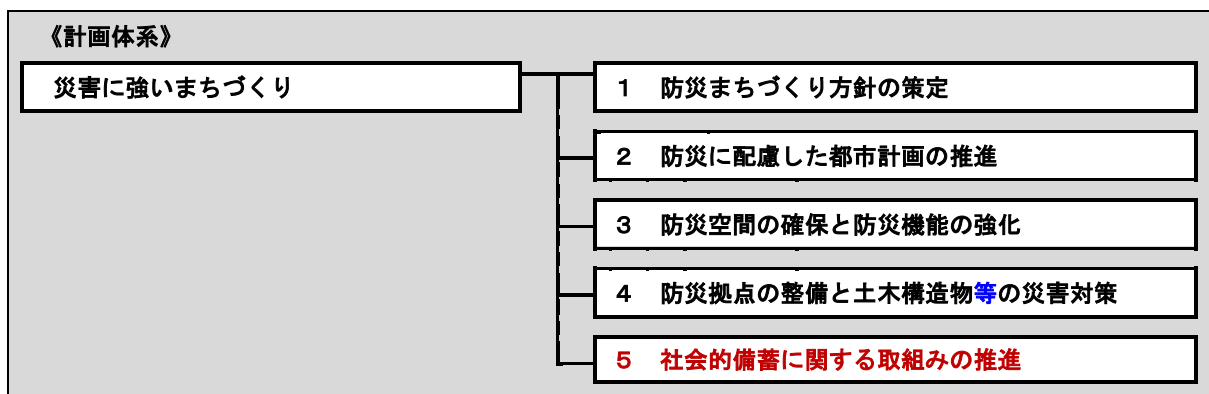 《計画体系》
災害に強いまちづくり
１ 防災まちづくり方針の策定
２ 防災に配慮した都市計画の推進
３ 防災空間の確保と防災機能の強化
４ 防災拠点の整備と土木構造物等の災害対策
５ 社会的備蓄に関する取組みの推進